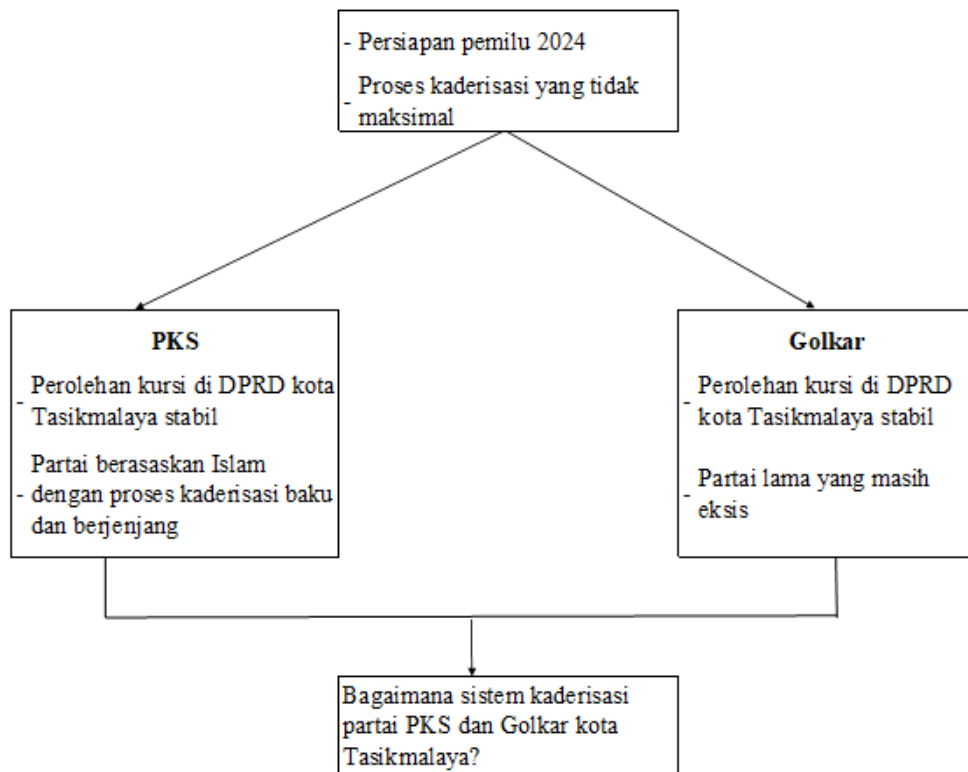 - Persiapan pemilu 2024
- Proses kaderisasi yang tidak
maksimal
PKS
- Perolehan kursi di DPRD kota
Tasikmalaya stabil
- Partai berasaskan Islam
dengan proses kaderisasi baku
dan berjenjang
Golkar
- Perolehan kursi di DPRD
kota Tasikmalaya stabil
- Partai lama yang masih
eksis
Bagaimana sistem kaderisasi
partai PKS dan Golkar kota
Tasikmalaya?